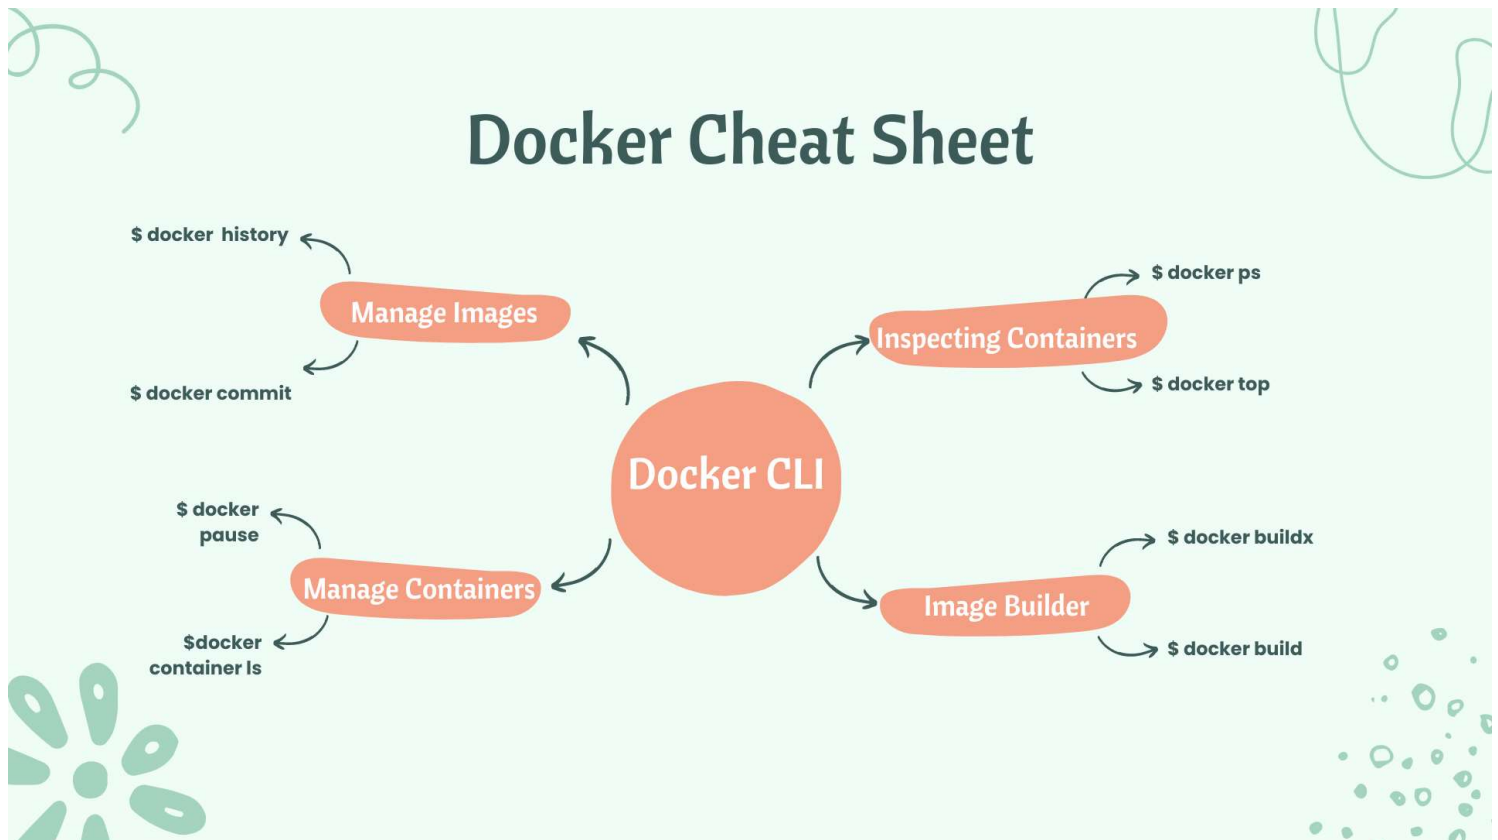 Docker Cheat Sheet
$ docker history
Manage Images
$ docker commit
$ docker ps
Inspecting Containers
$ docker top
Docker CLI
$ docker
pause
Manage Containers
$docker
container ls
$ docker buildx
Image Builder
$ docker build